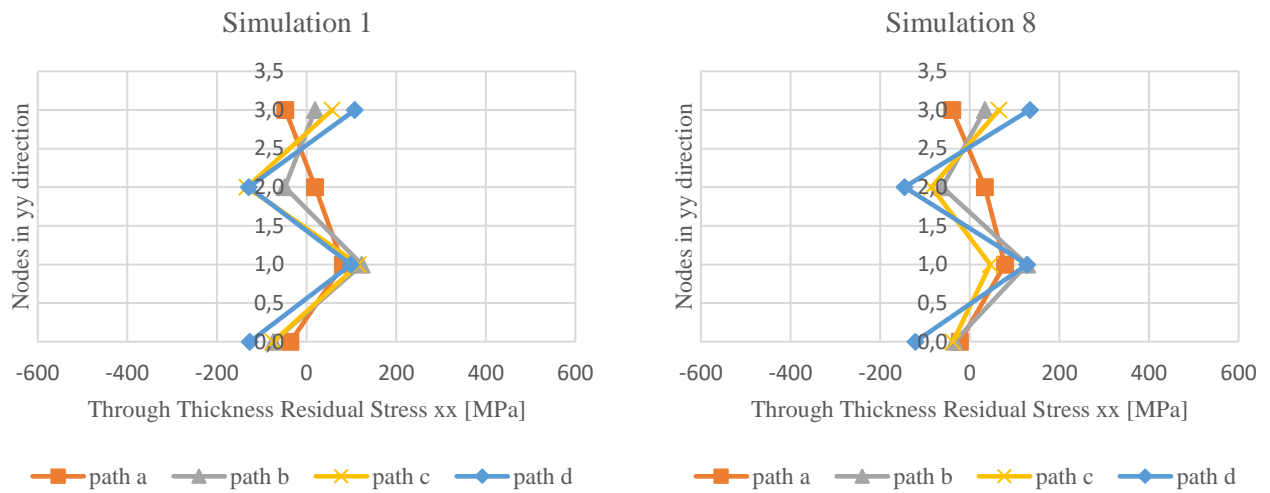 Simulation 1
3,5
3,0
2,5
2,0
1,5
1,0
0,5
0,0
Nodes in yy direction
-600 -400 -200 0 200 400 600
Through Thickness Residual Stress xx [MPa]
path a path b path c path d
Simulation 8
3,5
3,0
2,5
2,0
1,5
1,0
0,5
0,0
Nodes in yy direction
-600 -400 -200 0 200 400 600
Through Thickness Residual Stress xx [MPa]
path a path b path c path d